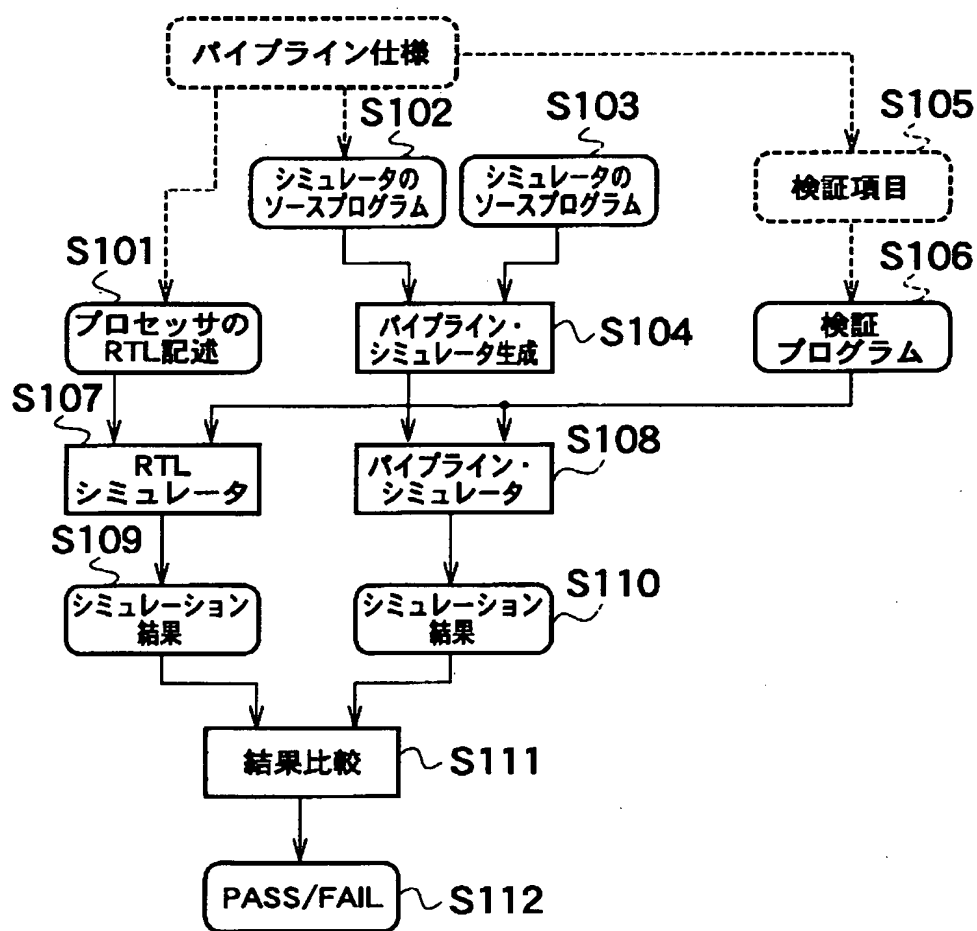 パイプライン仕様
S102
S103
S105
シミュレータの
ソースプログラム
シミュレータの
ソースプログラム
検証項目
S101
S106
プロセッサの
RTL記述
パイプライン・
シミュレータ生成
S104
検証
プログラム
S107
RTL
シミュレータ
パイプライン・
シミュレータ
S108
S109
シミュレーション
結果
シミュレーション
結果
S110
結果比較
S111
PASS/FAIL
S112